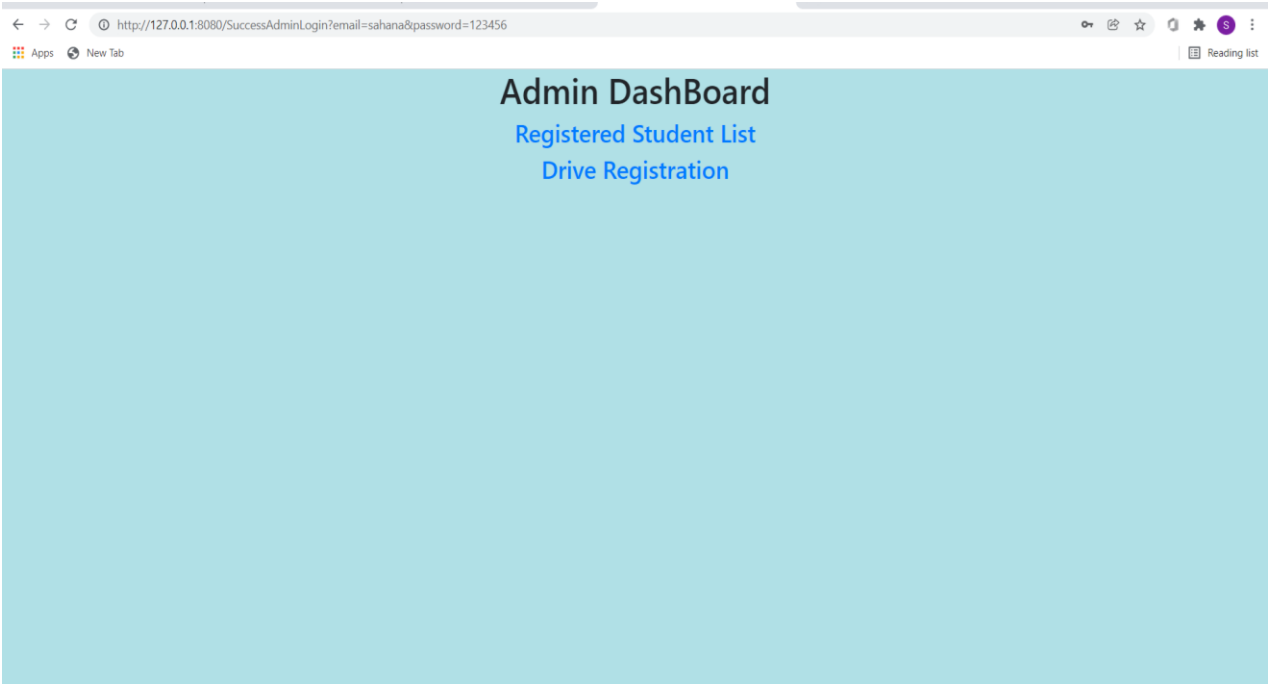 http://127.0.0.1:8080/SuccessAdminLogin?email=sahana&password=123456
S
Apps
New Tab
Reading list
Admin DashBoard
Registered Student List
Drive Registration